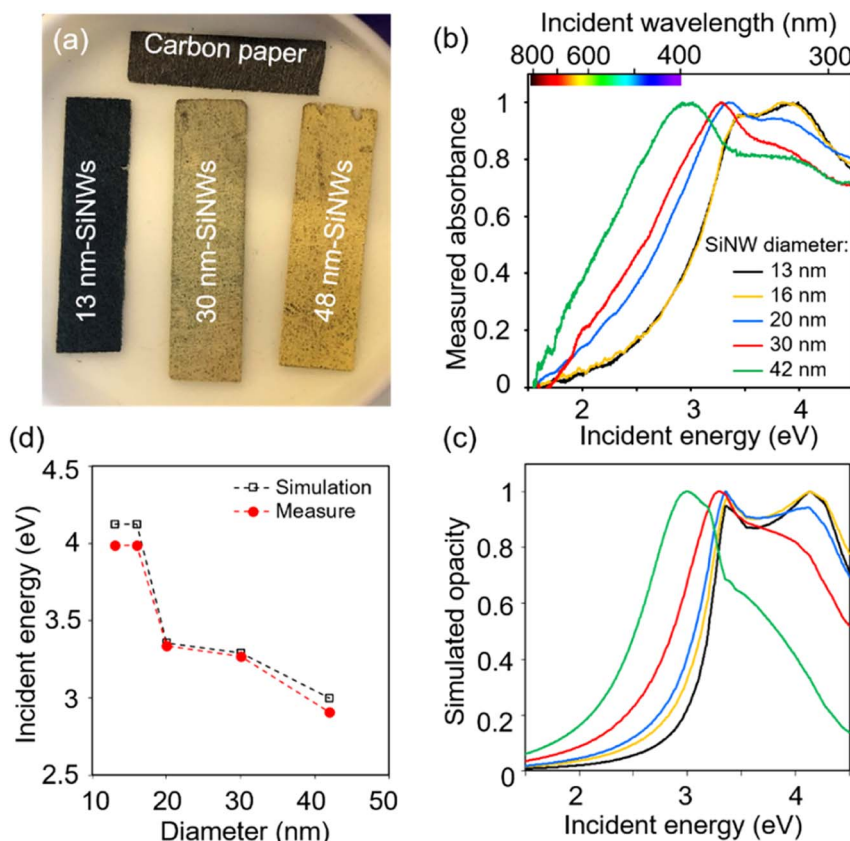 (a)
Carbon paper
13 nm-SiNWs
30 nm-SiNWs
48 nm-SiNWs
(b)
Incident wavelength (nm)
800 600 400 300
Measured absorbance
1
0.8
0.6
0.4
0.2
0
SiNW diameter:
13 nm
16 nm
20 nm
30 nm
42 nm
2 3 4
Incident energy (eV)
(d)
Incident energy (eV)
4.5
4
3.5
3
2.5
Simulation
Measure
10 20 30 40 50
Diameter (nm)
(c)
Simulated opacity
1
0.8
0.6
0.4
0.2
0
2 3 4
Incident energy (eV)